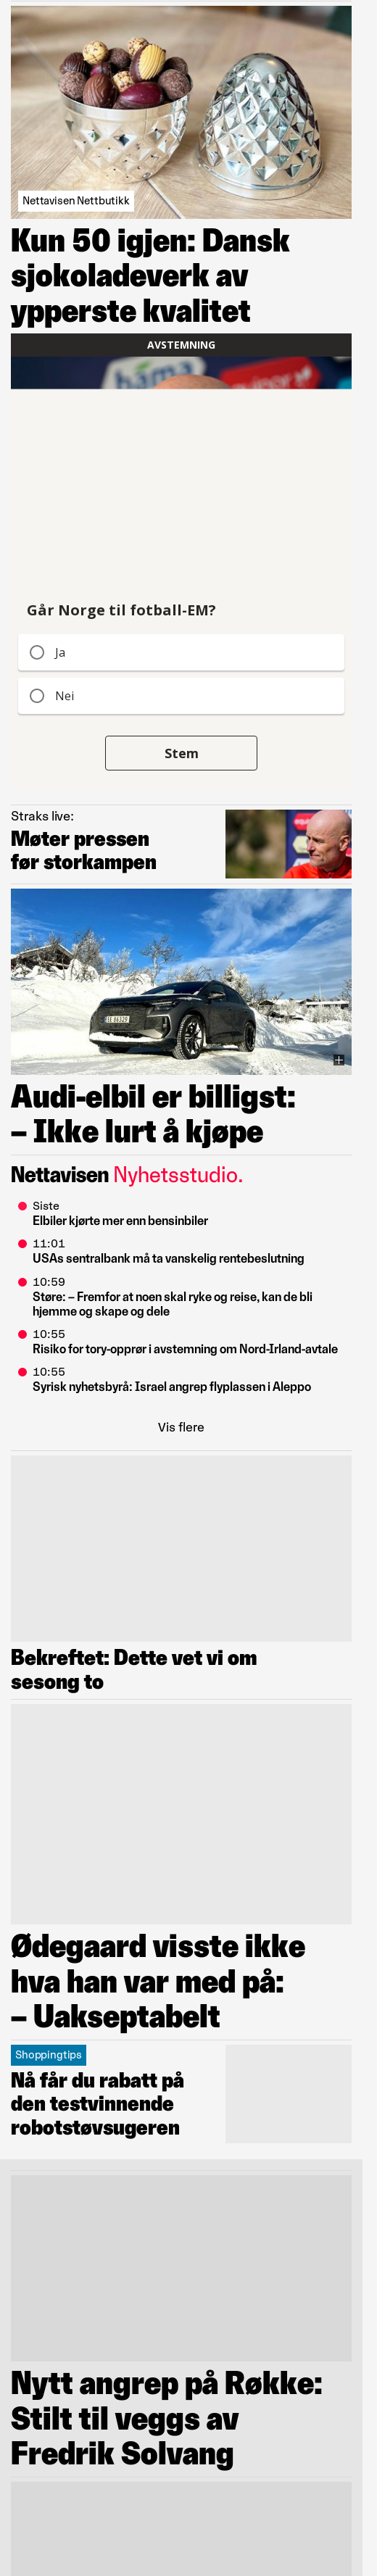 Nettavisen Nettbutikk
Kun 50 igjen: Dansk
sjokoladeverk av
ypperste kvalitet
AVSTEMNING
hama
Går Norge til fotball-EM?
Ja
Nei
Stem
Straks live:
Møter pressen
før storkampen
Audi-elbil er billigst:
– Ikke lurt å kjøpe
Nettavisen Nyhetsstudio.
Siste
Elbiler kjørte mer enn bensinbiler
11:01
USAs sentralbank må ta vanskelig rentebeslutning
10:59
Støre: – Fremfor at noen skal ryke og reise, kan de bli
hjemme og skape og dele
10:55
Risiko for tory-opprør i avstemning om Nord-Irland-avtale
10:55
Syrisk nyhetsbyrå: Israel angrep flyplassen i Aleppo
Vis flere
Bekreftet: Dette vet vi om
sesong to
Ødegaard visste ikke
hva han var med på:
– Uakseptabelt
Shoppingtips
Nå får du rabatt på
den testvinnende
robotstøvsugeren
Nytt angrep på Røkke:
Stilt til veggs av
Fredrik Solvang